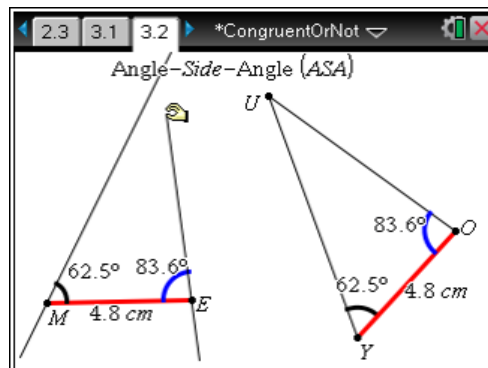 2.3 3.1 3.2 *CongruentOrNot
Angle-Side-Angle (ASA)
U
83.6° O
62.5° 83.6°
62.5°
M 4.8 cm E
4.8 cm
Y